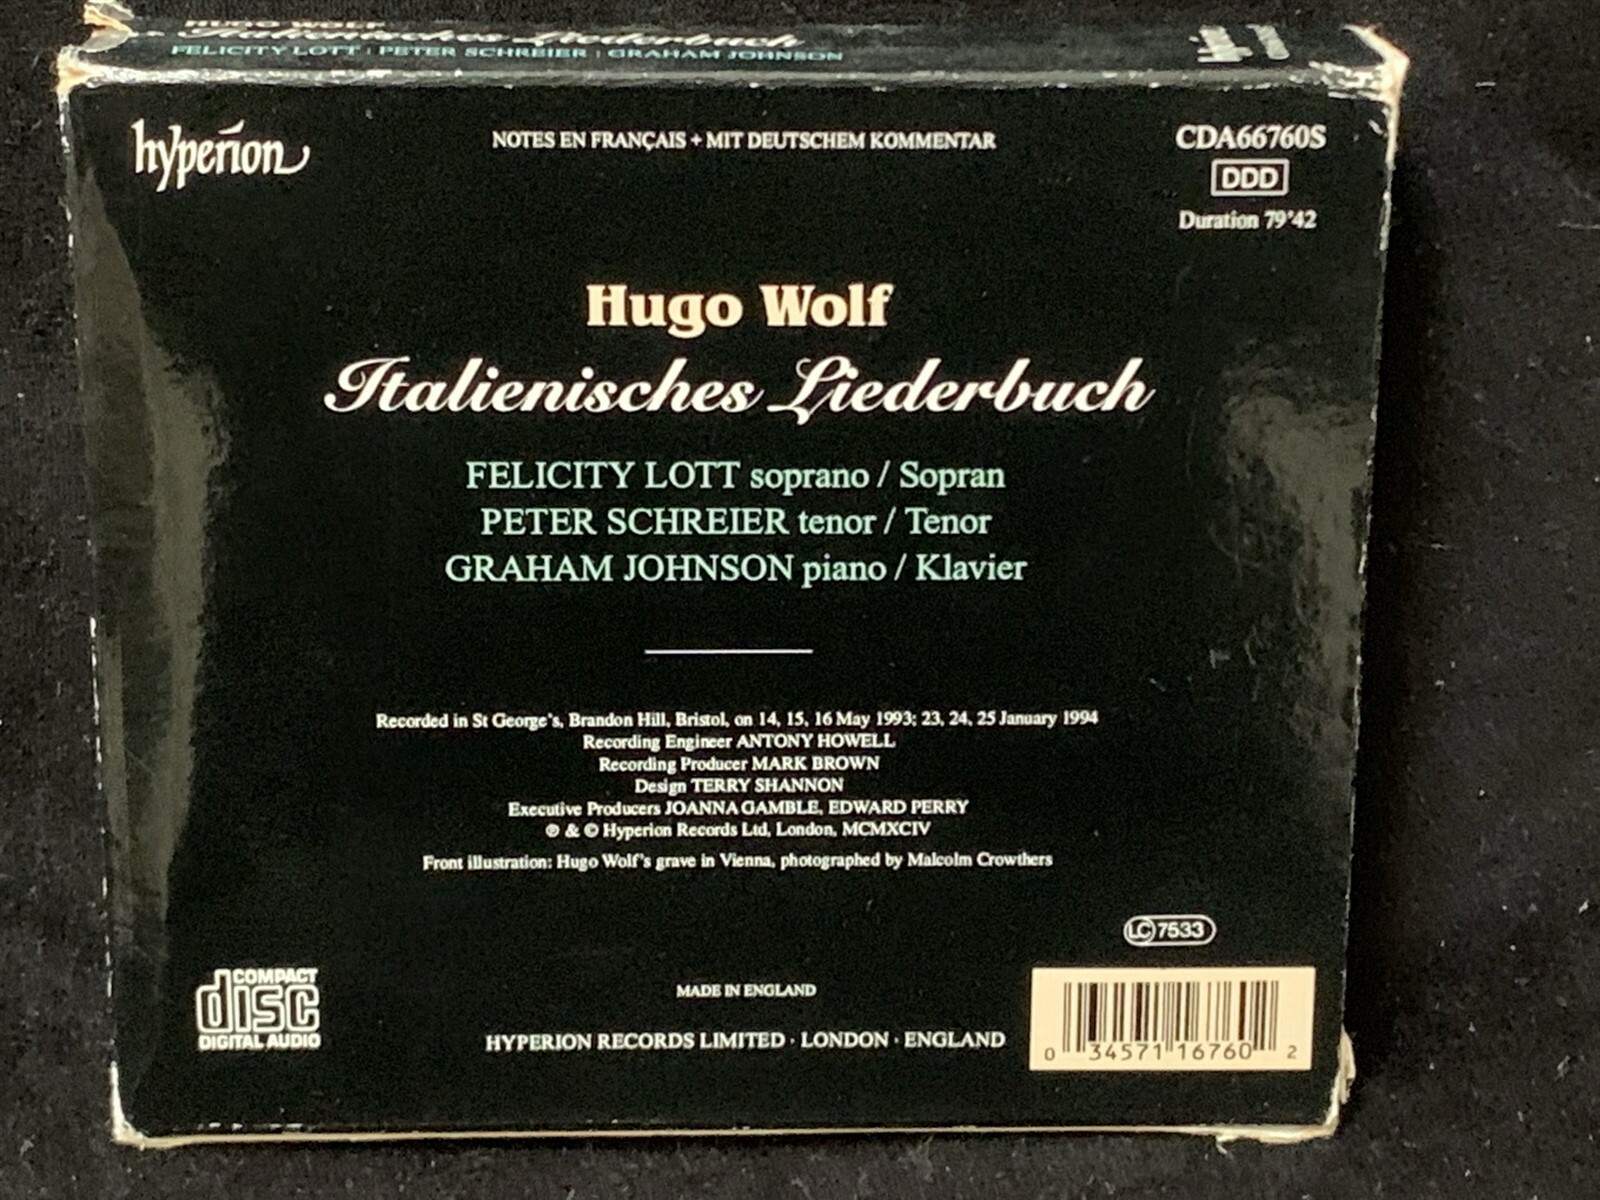 HUGO WOLF
Italienisches Liederbuch
FELICITY LOTT | PETER SCHREIER | GRAHAM JOHNSON
hyperion
NOTES EN FRANÇAIS + MIT DEUTSCHEM KOMMENTAR
CDA66760S
DDD
Duration 79'42
Hugo Wolf
Italienisches Liederbuch
FELICITY LOTT soprano / Sopran
PETER SCHREIER tenor / Tenor
GRAHAM JOHNSON piano / Klavier
Recorded in St George's, Brandon Hill, Bristol, on 14, 15, 16 May 1993; 23, 24, 25 January 1994
Recording Engineer ANTONY HOWELL
Recording Producer MARK BROWN
Design TERRY SHANNON
Executive Producers JOANNA GAMBLE, EDWARD PERRY
℗ & © Hyperion Records Ltd, London, MCMXCIV
Front illustration: Hugo Wolf's grave in Vienna, photographed by Malcolm Crowthers
LC 7533
COMPACT
disc
DIGITAL AUDIO
MADE IN ENGLAND
HYPERION RECORDS LIMITED · LONDON · ENGLAND
0 34571 16760 2